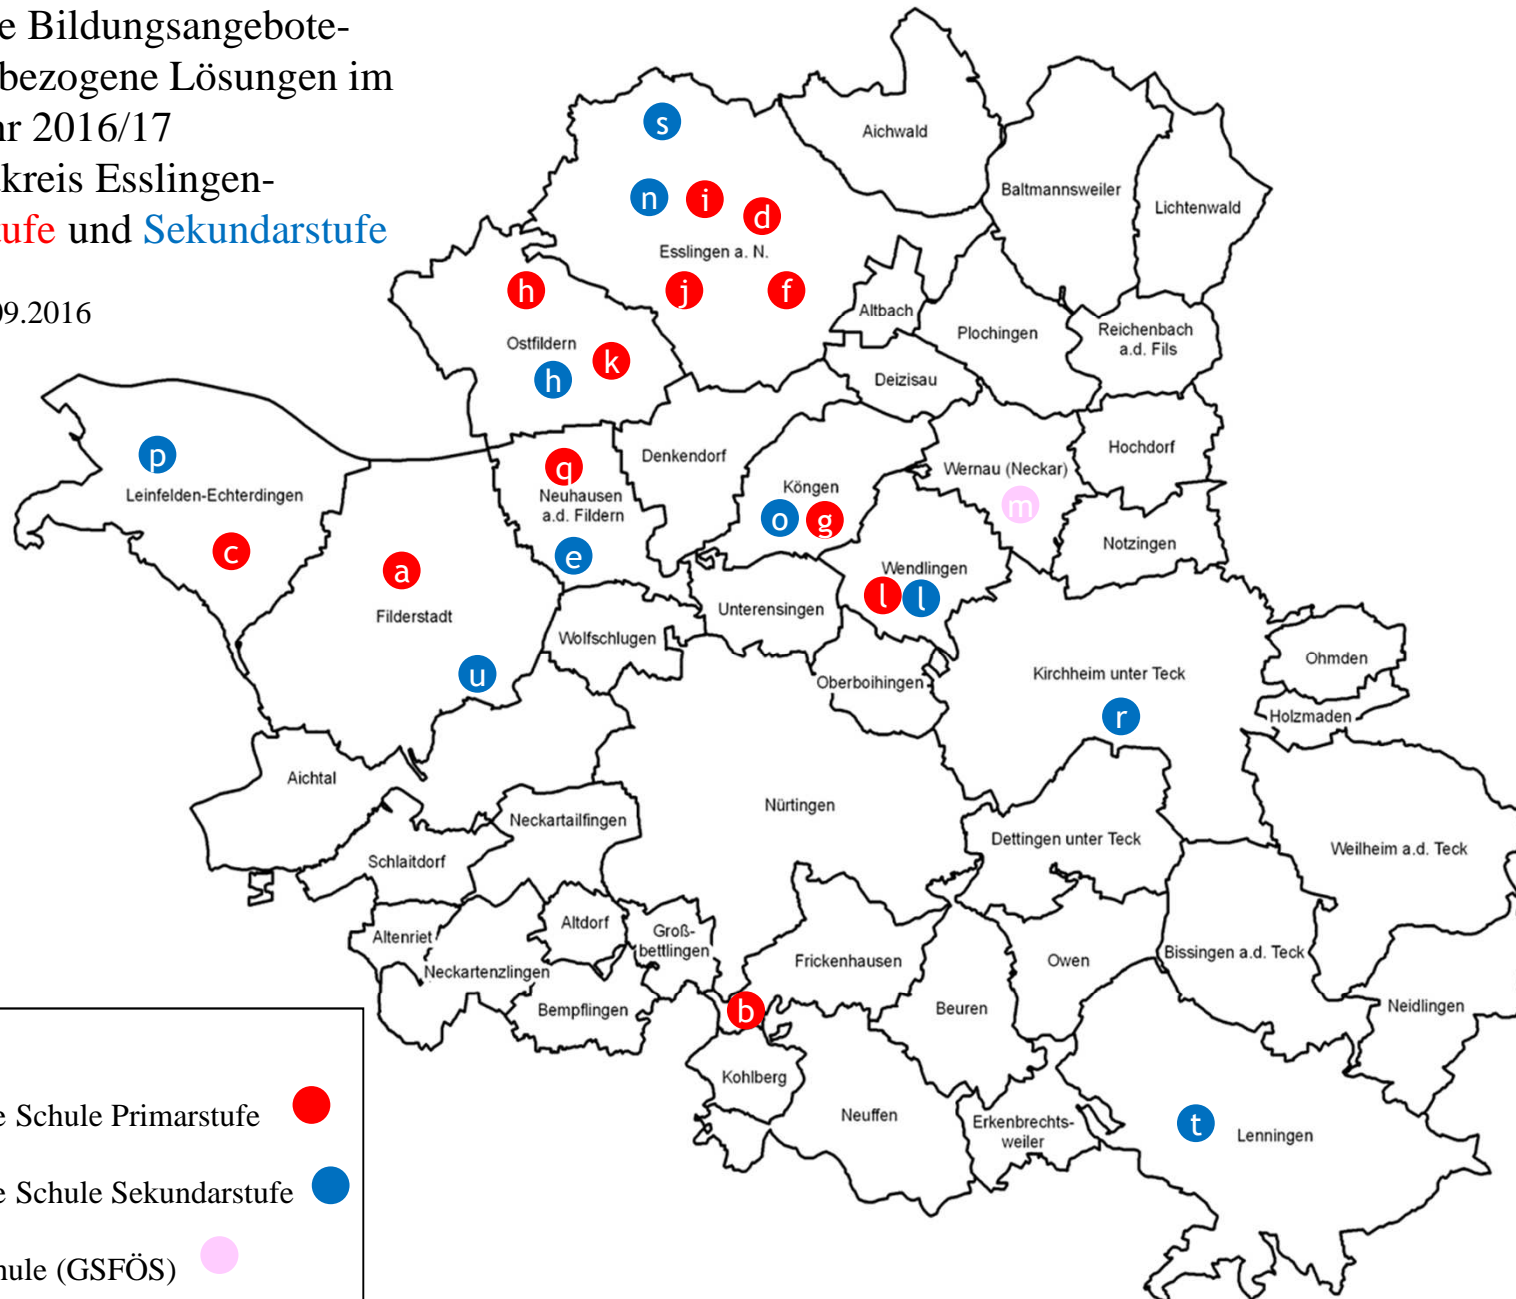 e Bildungsangebote-
bezogene Lösungen im
hr 2016/17
kreis Esslingen-
ufe und Sekundarstufe
09.2016
Aichwald
s
Baltmannsweiler
n
i
d
Lichtenwald
Esslingen a. N.
h
j
f
Altbach
Plochingen
Reichenbach
a.d. Fils
Ostfildern
k
h
Deizisau
p
Leinfelden-Echterdingen
q
Neuhausen
a.d. Fildern
Denkendorf
Köngen
o
g
Wernau (Neckar)
m
Hochdorf
c
a
e
Notzingen
Wendlingen
l
l
Filderstadt
Unterensingen
Wolfschlugen
u
Oberboihingen
Kirchheim unter Teck
r
Ohmden
Holzmaden
Aichtal
Neckartailfingen
Nürtingen
Dettingen unter Teck
Weilheim a.d. Teck
Schlaitdorf
Altdorf
Altenriet
Groß-
bettlingen
Neckartenzlingen
Frickenhausen
Owen
Bissingen a.d. Teck
Bempflingen
b
Beuren
Neidlingen
Kohlberg
Neuffen
Erkenbrechts-
weiler
t
Lenningen
e Schule Primarstufe
e Schule Sekundarstufe
hule (GSFÖS)